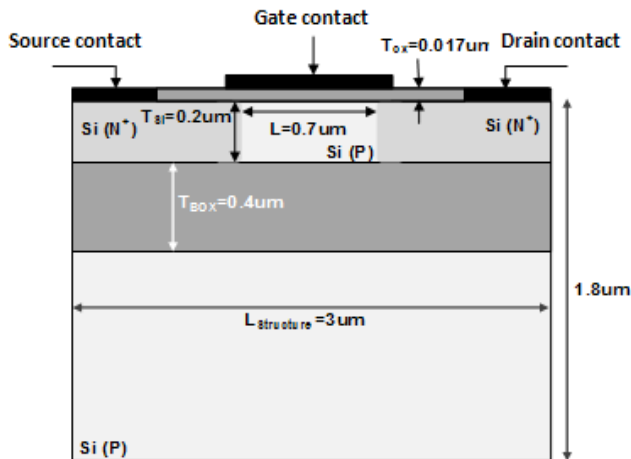 Gate contact
Source contact
Tox=0.017um
Drain contact
Si (N+)
TSi=0.2um
L=0.7um
Si (N+)
Si (P)
TBOX=0.4um
1.8um
LStructure=3um
Si (P)